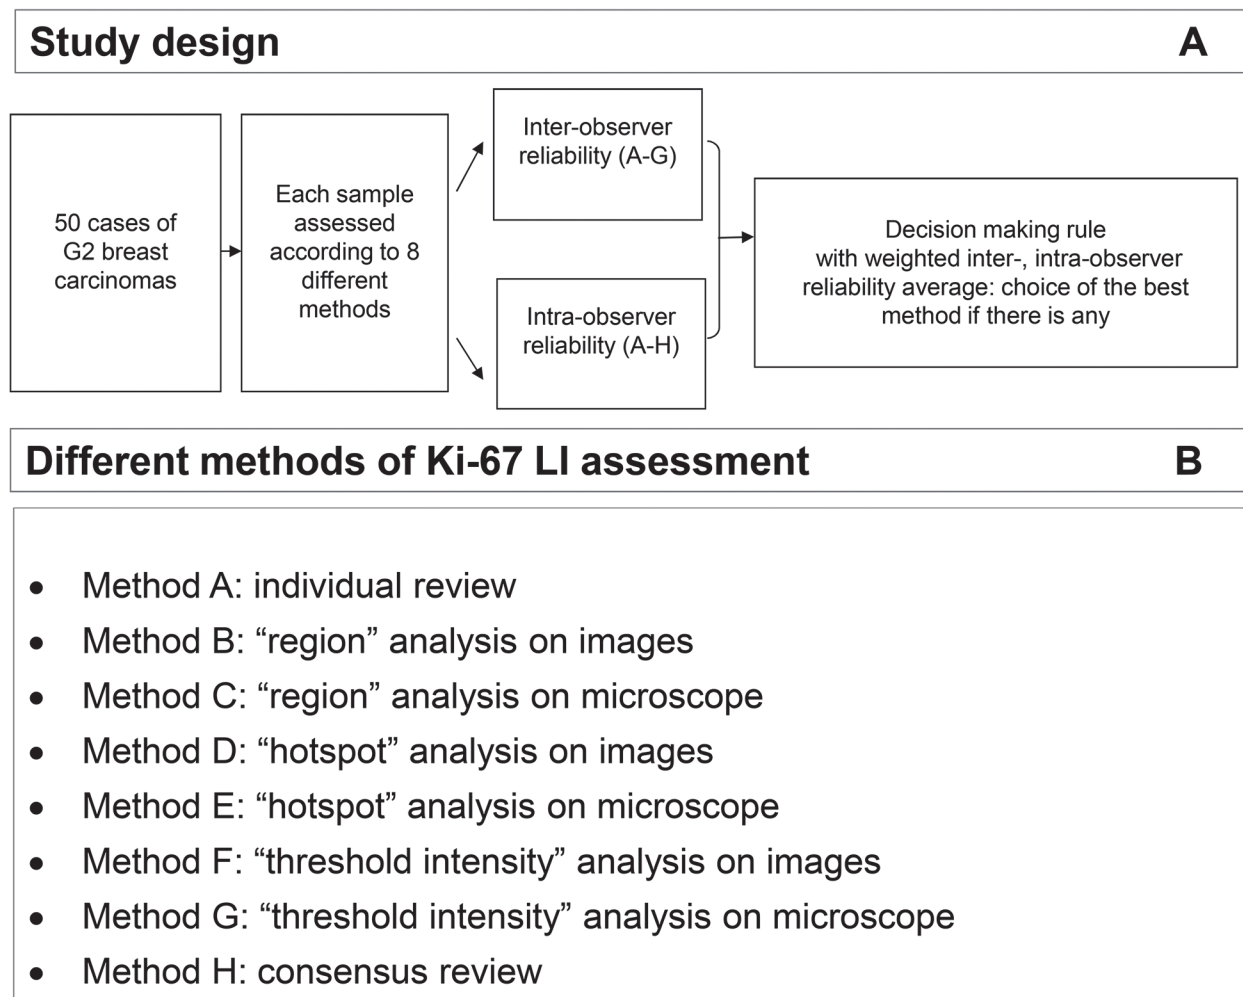 Study design A
50 cases of
G2 breast
carcinomas
Each sample
assessed
according to 8
different
methods
Inter-observer
reliability (A-G)
Intra-observer
reliability (A-H)
Decision making rule
with weighted inter-, intra-observer
reliability average: choice of the best
method if there is any
Different methods of Ki-67 LI assessment B
• Method A: individual review
• Method B: “region” analysis on images
• Method C: “region” analysis on microscope
• Method D: “hotspot” analysis on images
• Method E: “hotspot” analysis on microscope
• Method F: “threshold intensity” analysis on images
• Method G: “threshold intensity” analysis on microscope
• Method H: consensus review